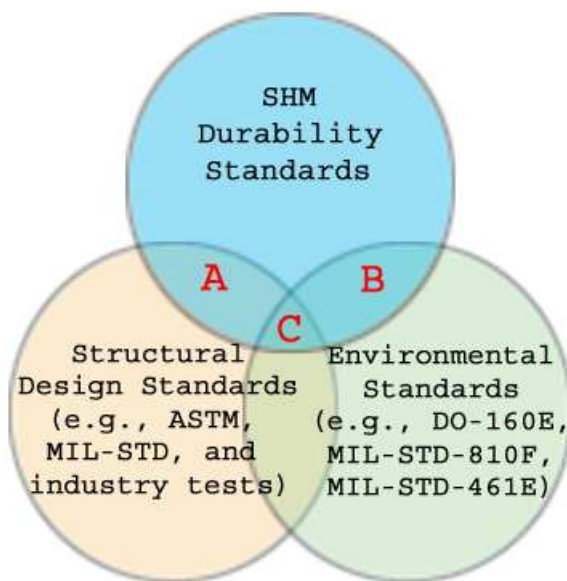 SHM
Durability
Standards
A
B
C
Structural
Design Standards
(e.g., ASTM,
MIL-STD, and
industry tests)
Environmental
Standards
(e.g., DO-160E,
MIL-STD-810F,
MIL-STD-461E)